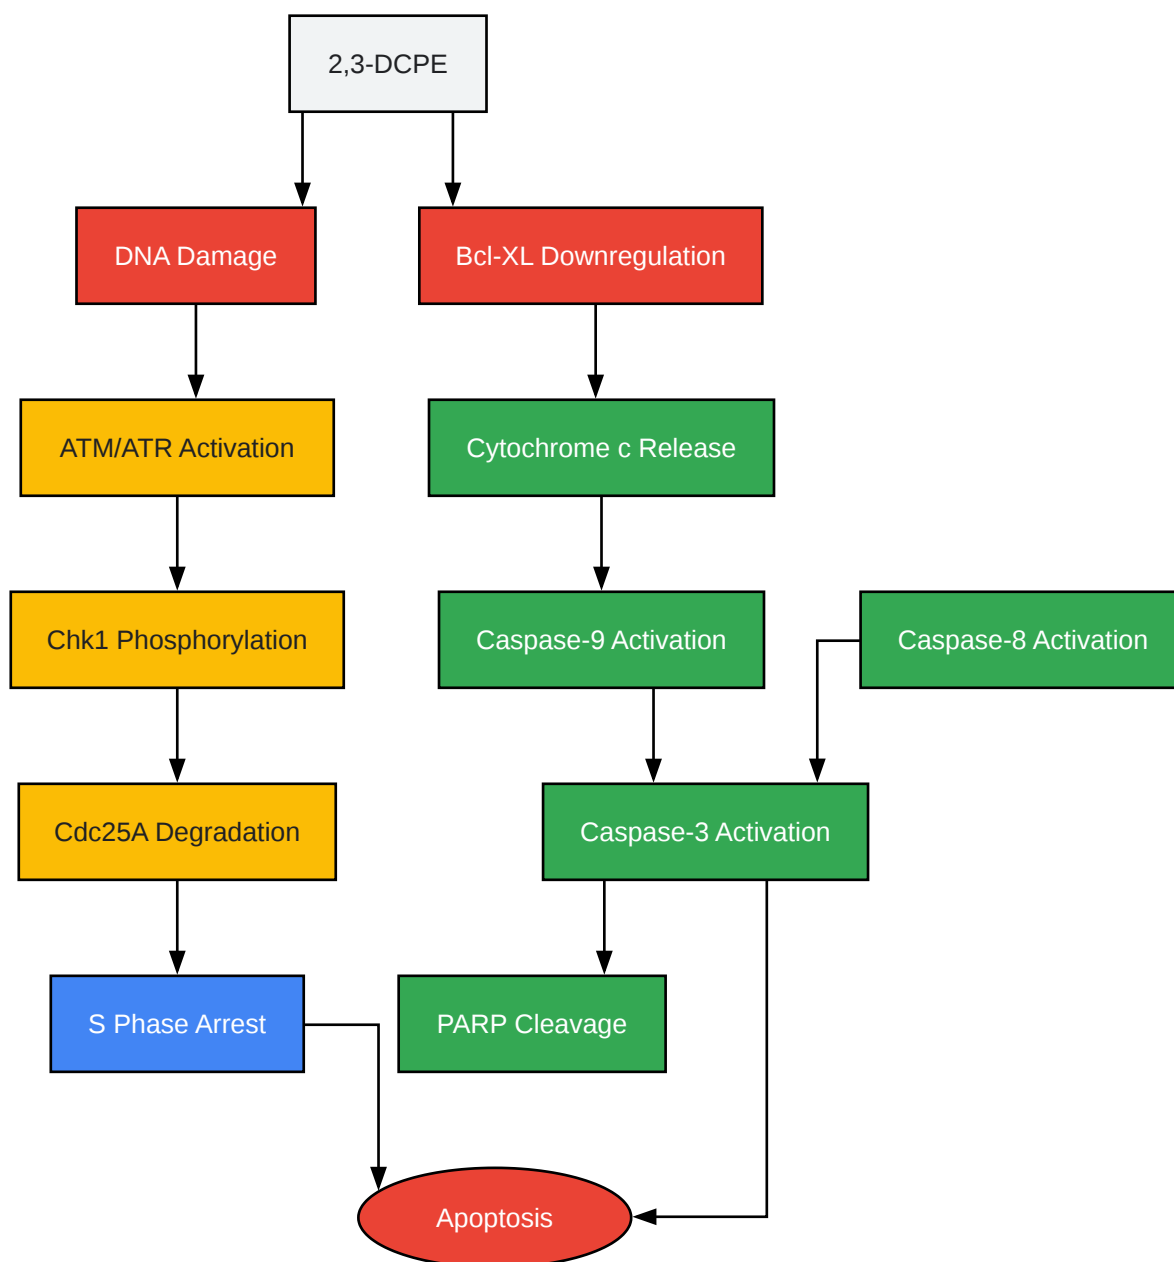 2,3-DCPE
DNA Damage
Bcl-XL Downregulation
ATM/ATR Activation
Cytochrome c Release
Chk1 Phosphorylation
Caspase-9 Activation
Caspase-8 Activation
Cdc25A Degradation
Caspase-3 Activation
S Phase Arrest
PARP Cleavage
Apoptosis